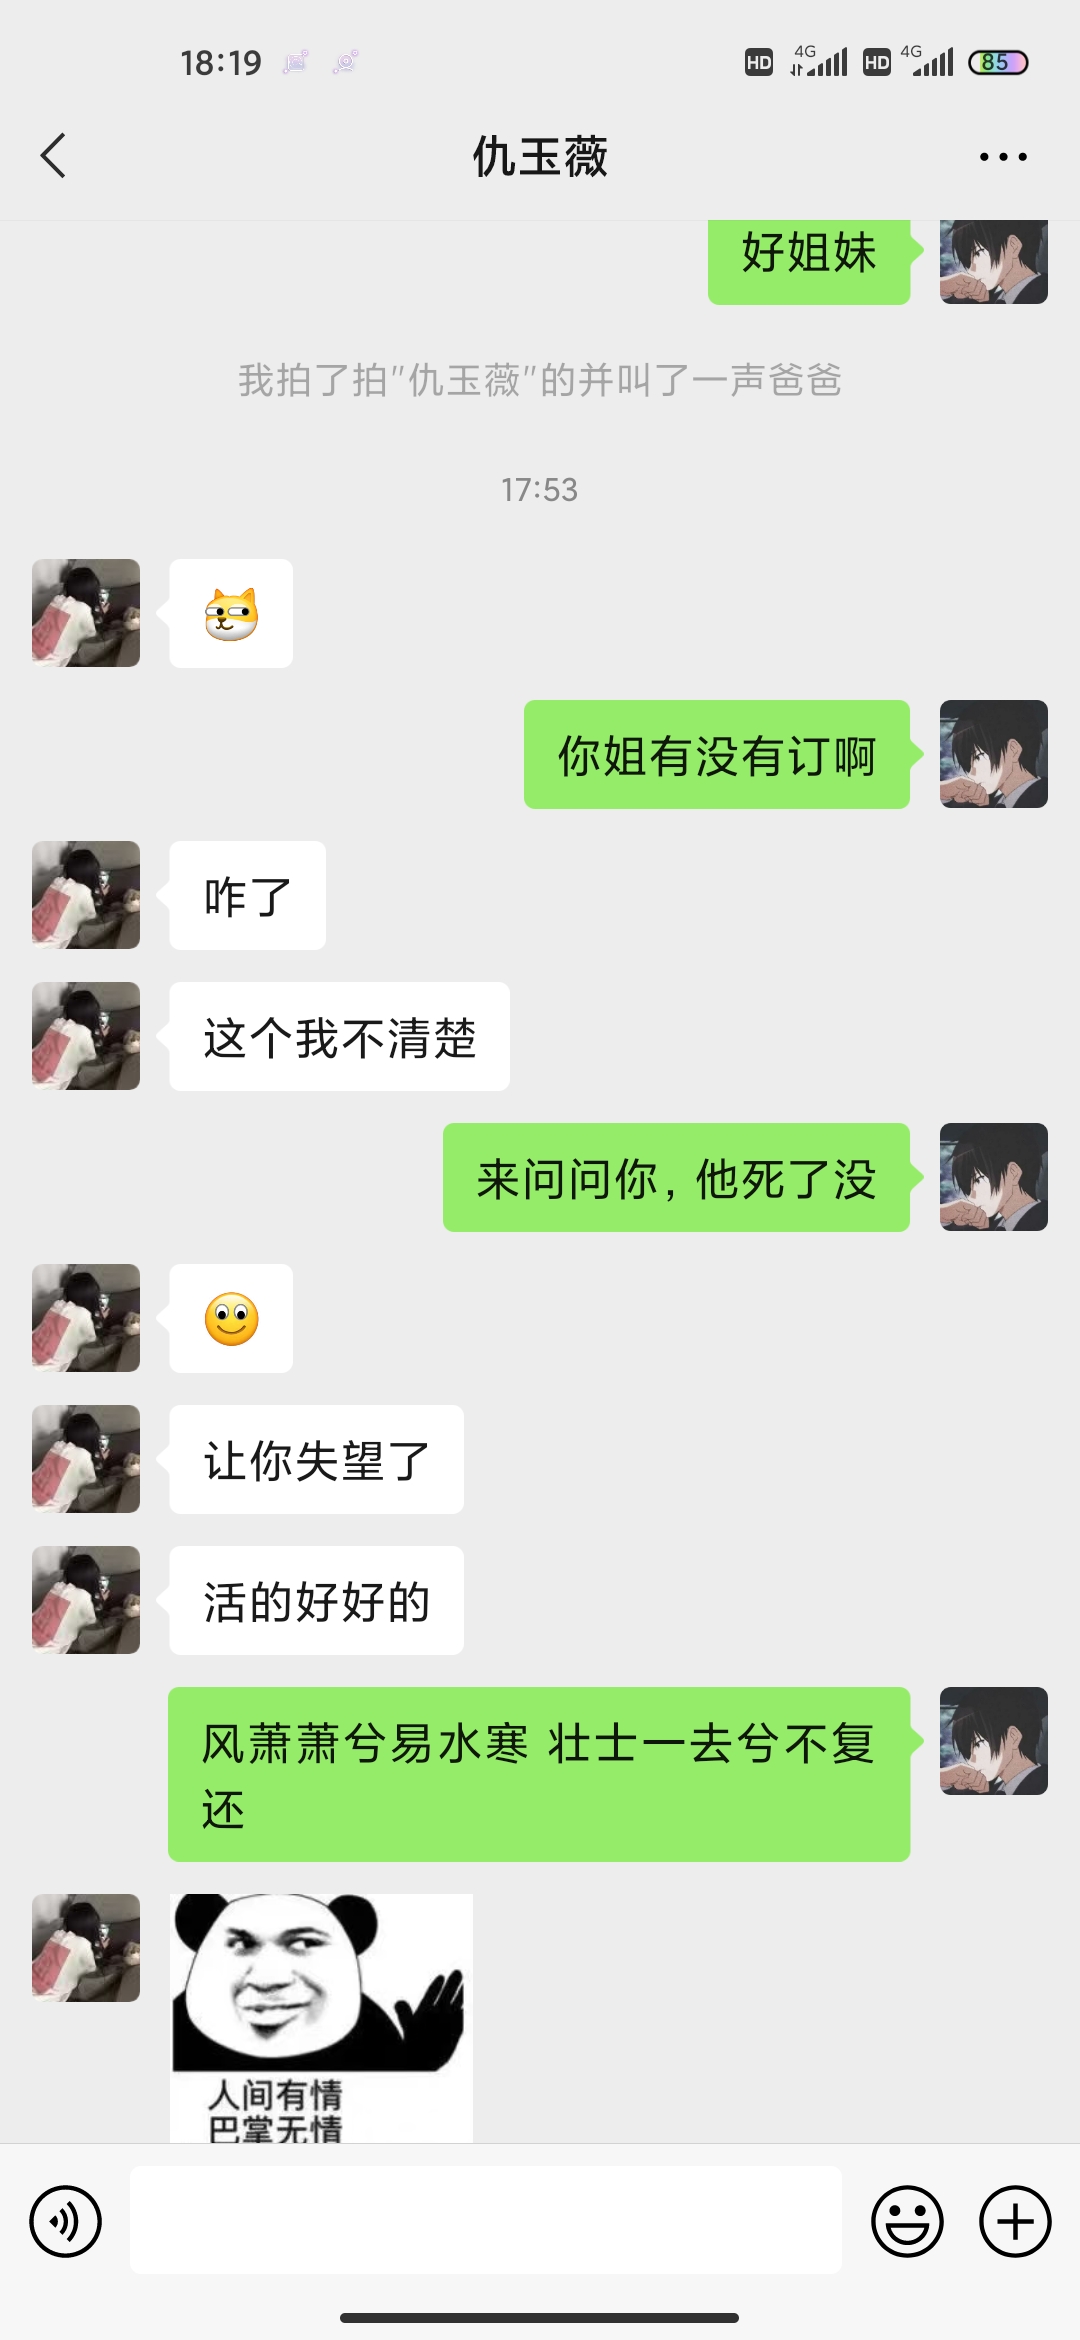 18:19
HD 4G HD 4G 85
仇玉薇
好姐妹
我拍了拍"仇玉薇"的并叫了一声爸爸
17:53
你姐有没有订啊
咋了
这个我不清楚
来问问你，他死了没
让你失望了
活的好好的
风萧萧兮易水寒 壮士一去兮不复
还
人间有情
巴掌无情